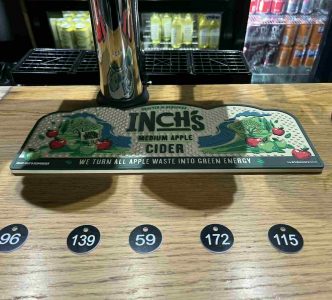 INCH'S
MEDIUM APPLE
CIDER
WE TURN ALL APPLE WASTE INTO GREEN ENERGY
96 139 59 172 115